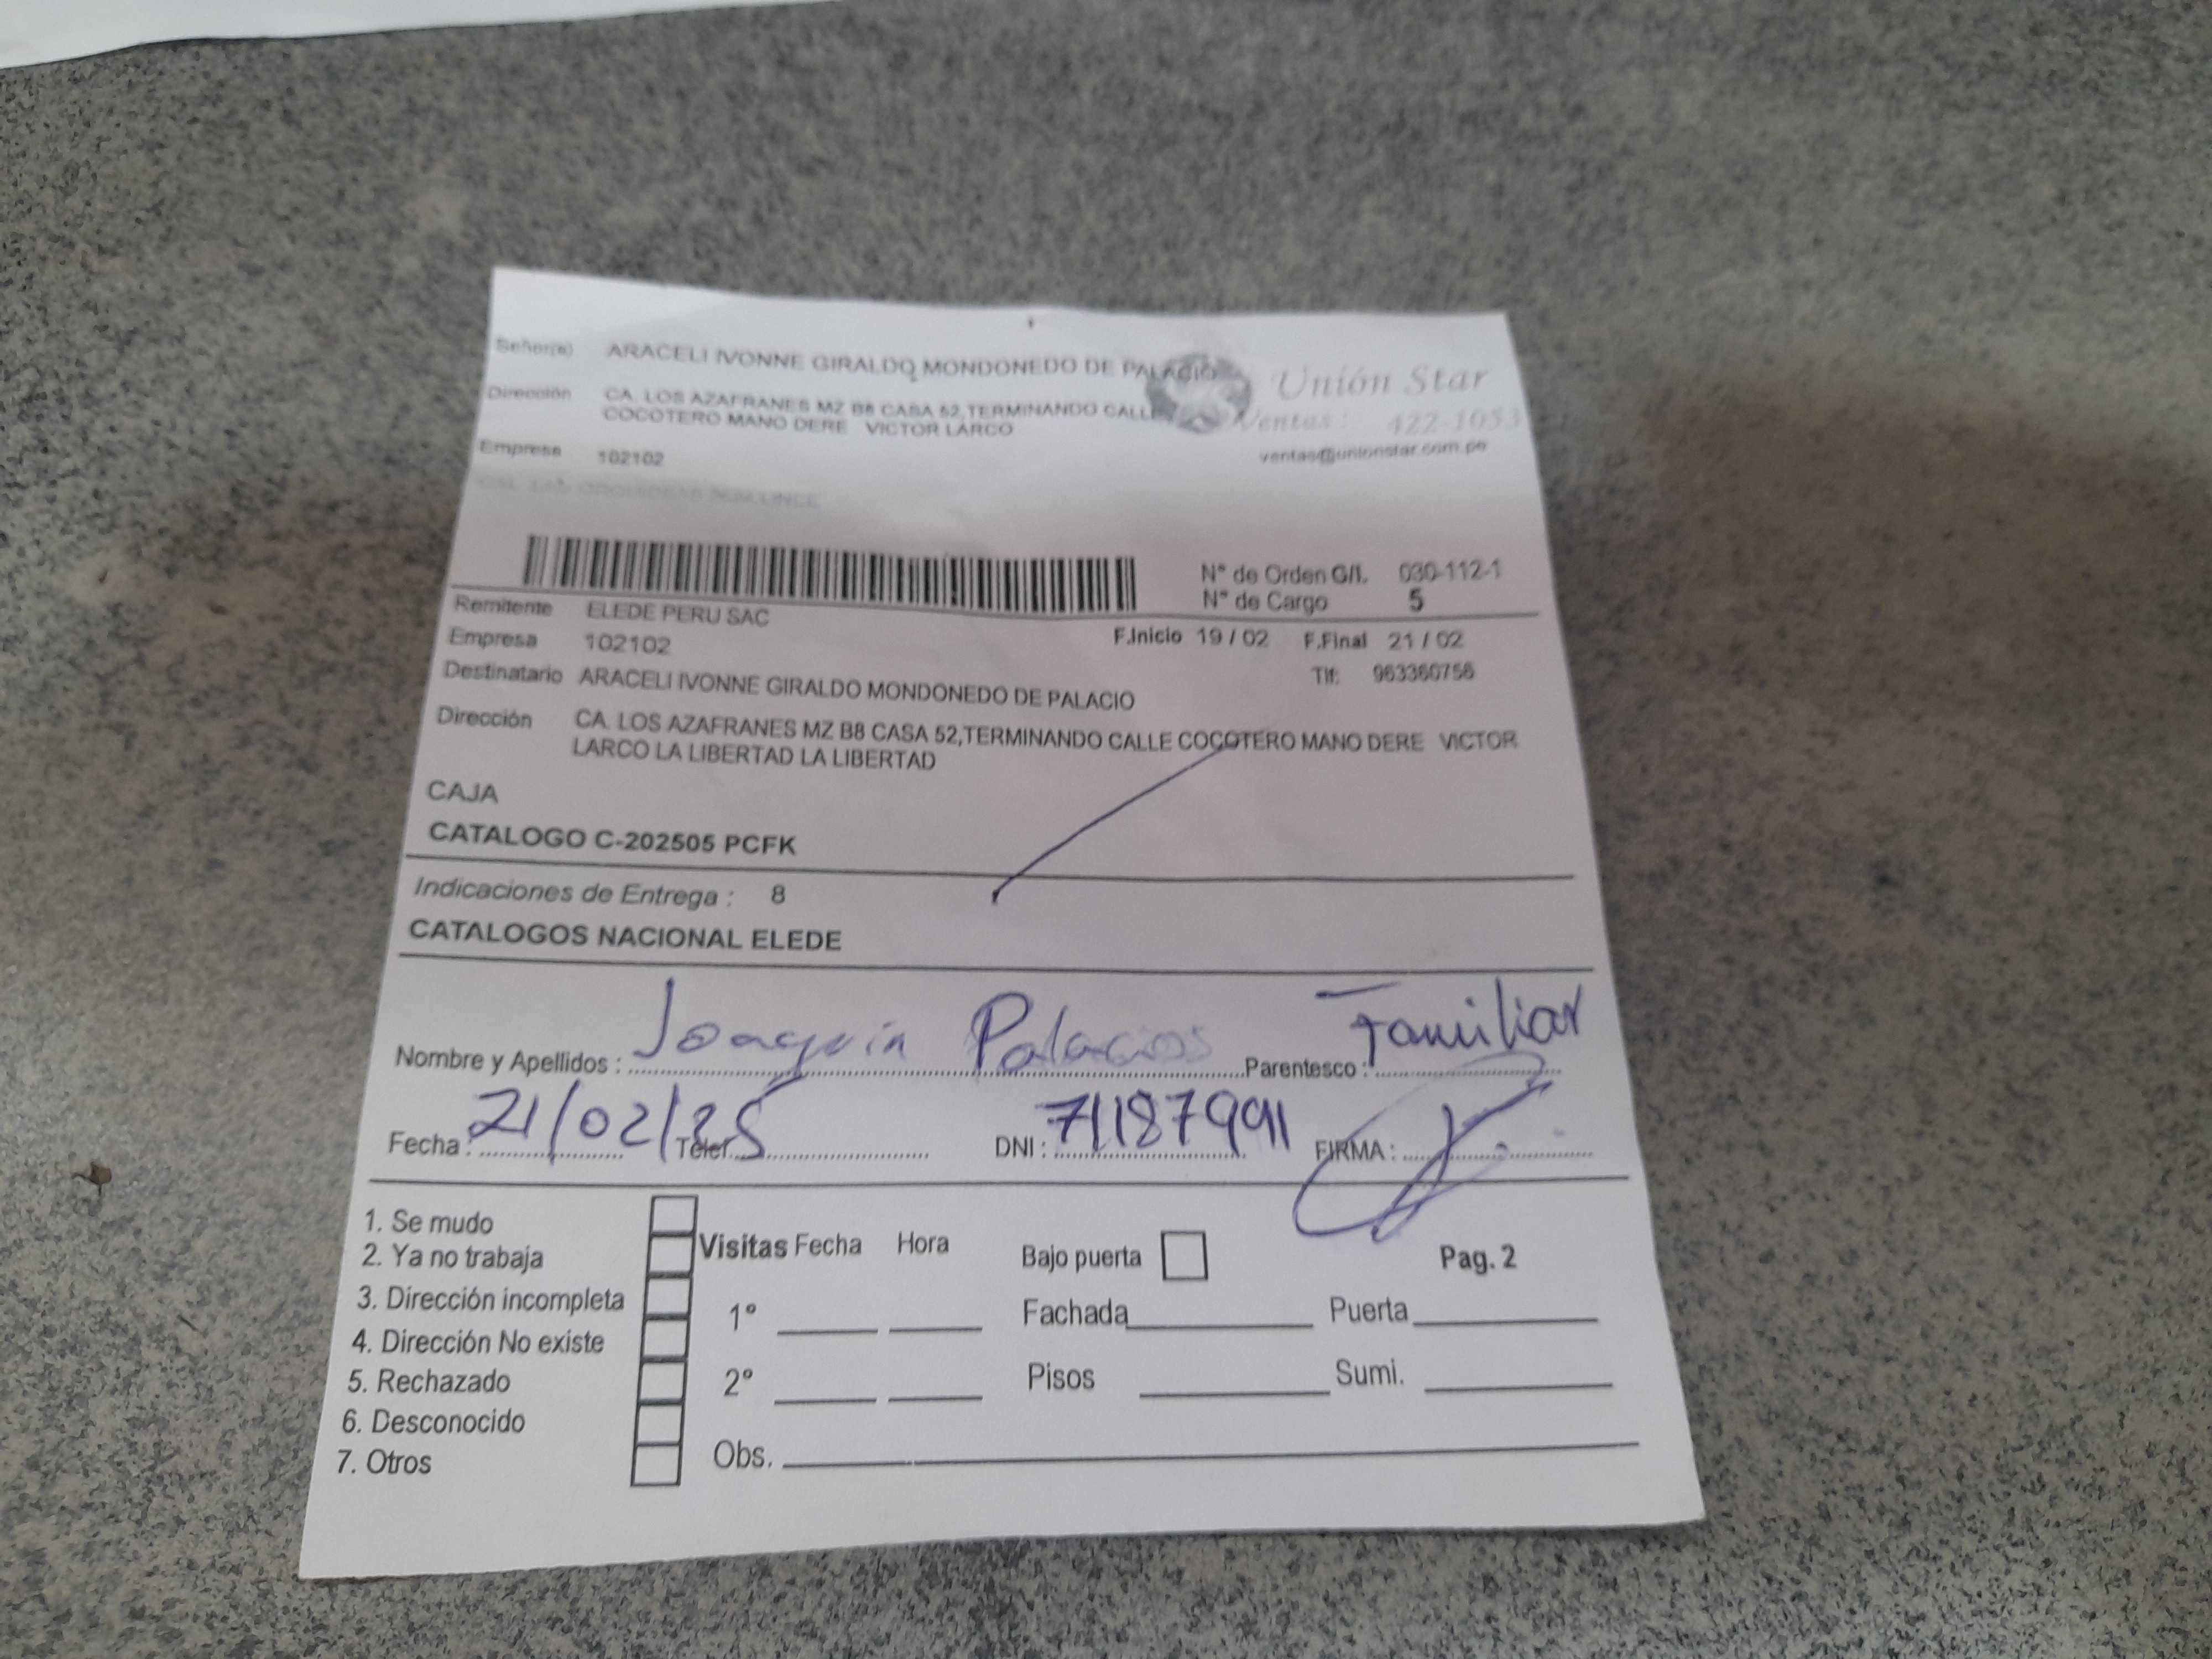 Señor(a) ARACELI IVONNE GIRALDO MONDONEDO DE PALACIO
Unión Star
Dirección CA. LOS AZAFRANES MZ B8 CASA 52,TERMINANDO CALLE
COCOTERO MANO DERE VICTOR LARCO
Ventas : 422-1053
Empresa 102102
ventas@unionstar.com.pe
N° de Orden G/I. 030-112-1
N° de Cargo 5
Remitente ELEDE PERU SAC
Empresa 102102
F.Inicio 19 / 02 F.Final 21 / 02
Destinatario ARACELI IVONNE GIRALDO MONDONEDO DE PALACIO
Tlf: 963360756
Dirección CA. LOS AZAFRANES MZ B8 CASA 52,TERMINANDO CALLE COCOTERO MANO DERE VICTOR
LARCO LA LIBERTAD LA LIBERTAD
CAJA
CATALOGO C-202505 PCFK
Indicaciones de Entrega : 8
CATALOGOS NACIONAL ELEDE
Nombre y Apellidos : Joaquin Palacios Parentesco : Familiar
Fecha : 21/02/25 Telef. DNI : 71187991 FIRMA :
1. Se mudo
2. Ya no trabaja
3. Dirección incompleta
4. Dirección No existe
5. Rechazado
6. Desconocido
7. Otros
Visitas Fecha Hora
1°
2°
Obs.
Bajo puerta
Pag. 2
Fachada Puerta
Pisos Sumi.